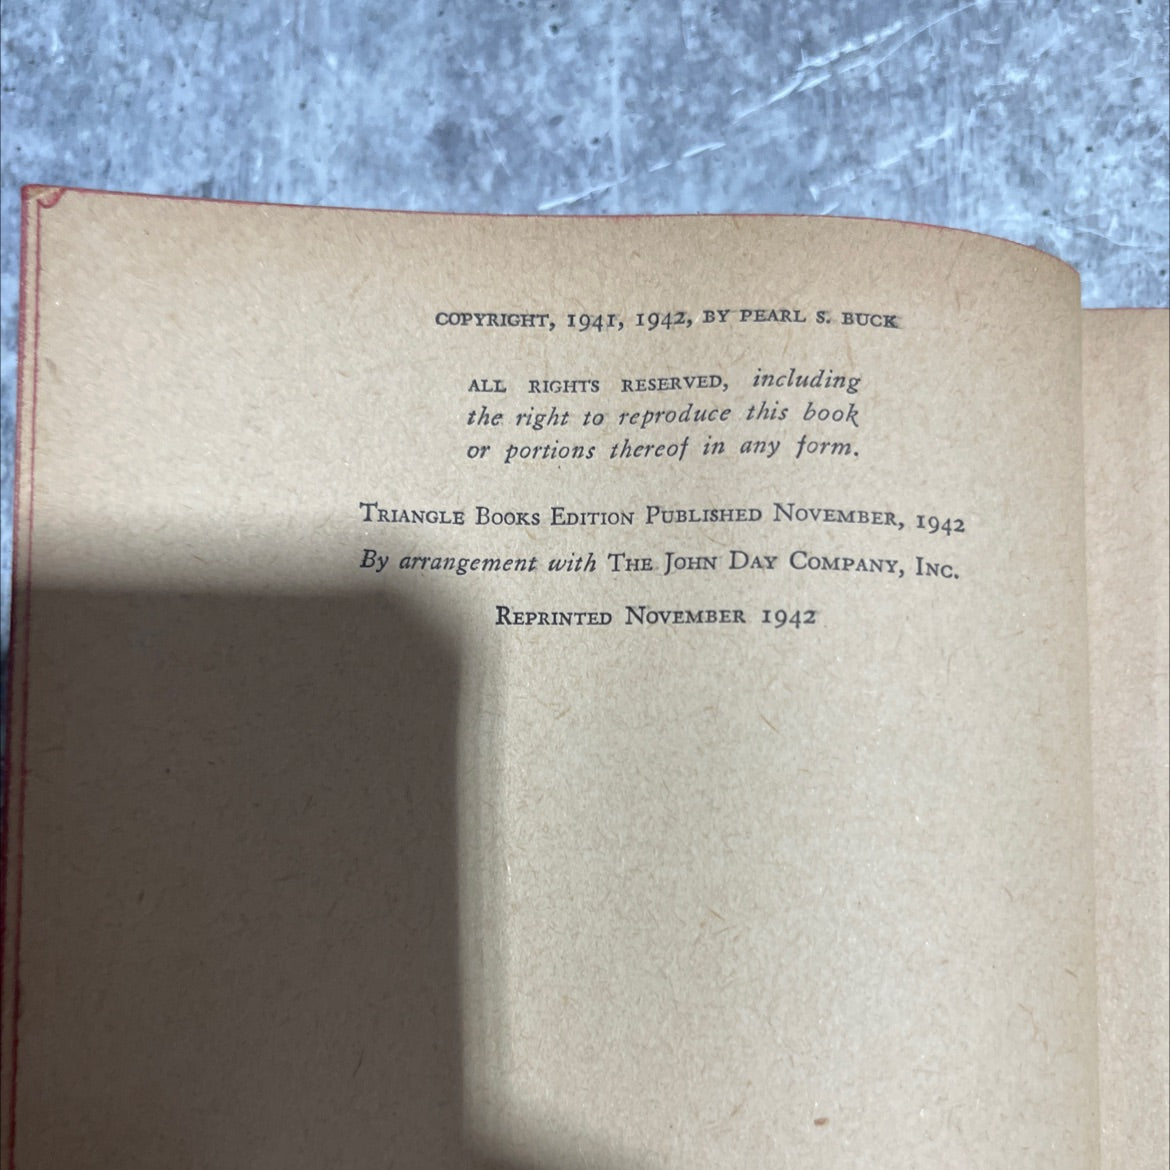 COPYRIGHT, 1941, 1942, BY PEARL S. BUCK
ALL RIGHTS RESERVED, including
the right to reproduce this book
or portions thereof in any form.
TRIANGLE BOOKS EDITION PUBLISHED NOVEMBER, 1942
By arrangement with THE JOHN DAY COMPANY, INC.
REPRINTED NOVEMBER 1942